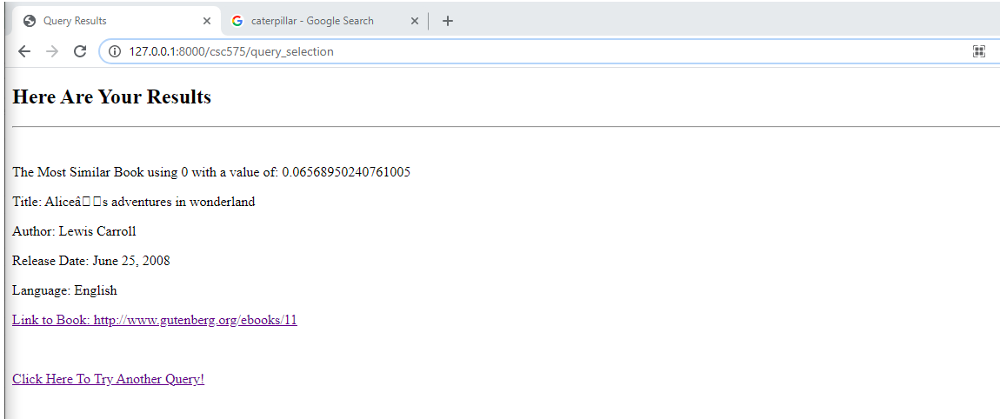 Query Results
caterpillar - Google Search
127.0.0.1:8000/csc575/query_selection
Here Are Your Results
The Most Similar Book using 0 with a value of: 0.06568950240761005
Title: Aliceâ□□s adventures in wonderland
Author: Lewis Carroll
Release Date: June 25, 2008
Language: English
Link to Book: http://www.gutenberg.org/ebooks/11
Click Here To Try Another Query!